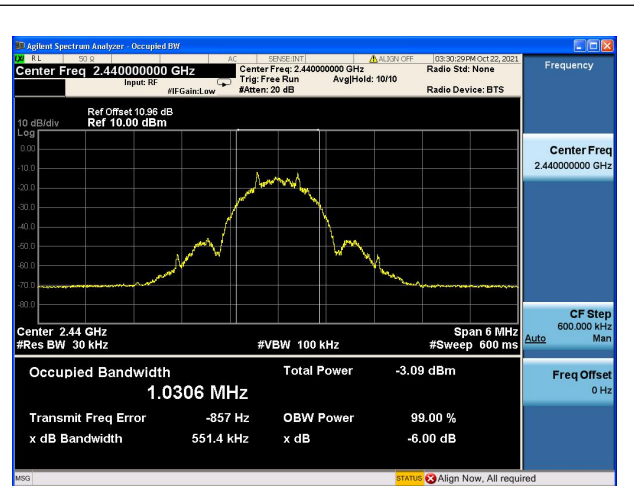 Agilent Spectrum Analyzer - Occupied BW
RL 50 Ω AC SENSE:INT ALIGN OFF 03:30:29PM Oct 22, 2021
Center Freq 2.440000000 GHz Center Freq: 2.440000000 GHz Radio Std: None
Input: RF Trig: Free Run Avg|Hold: 10/10
#IFGain:Low #Atten: 20 dB Radio Device: BTS
Frequency
Ref Offset 10.96 dB
10 dB/div Ref 10.00 dBm
Log
0.00
-10.0
-20.0
-30.0
-40.0
-50.0
-60.0
-70.0
-80.0
Center 2.44 GHz Span 6 MHz
#Res BW 30 kHz #VBW 100 kHz #Sweep 600 ms
Center Freq
2.440000000 GHz
CF Step
600.000 kHz
Auto Man
Freq Offset
0 Hz
Occupied Bandwidth Total Power -3.09 dBm
1.0306 MHz
Transmit Freq Error -857 Hz OBW Power 99.00 %
x dB Bandwidth 551.4 kHz x dB -6.00 dB
MSG STATUS Align Now, All required